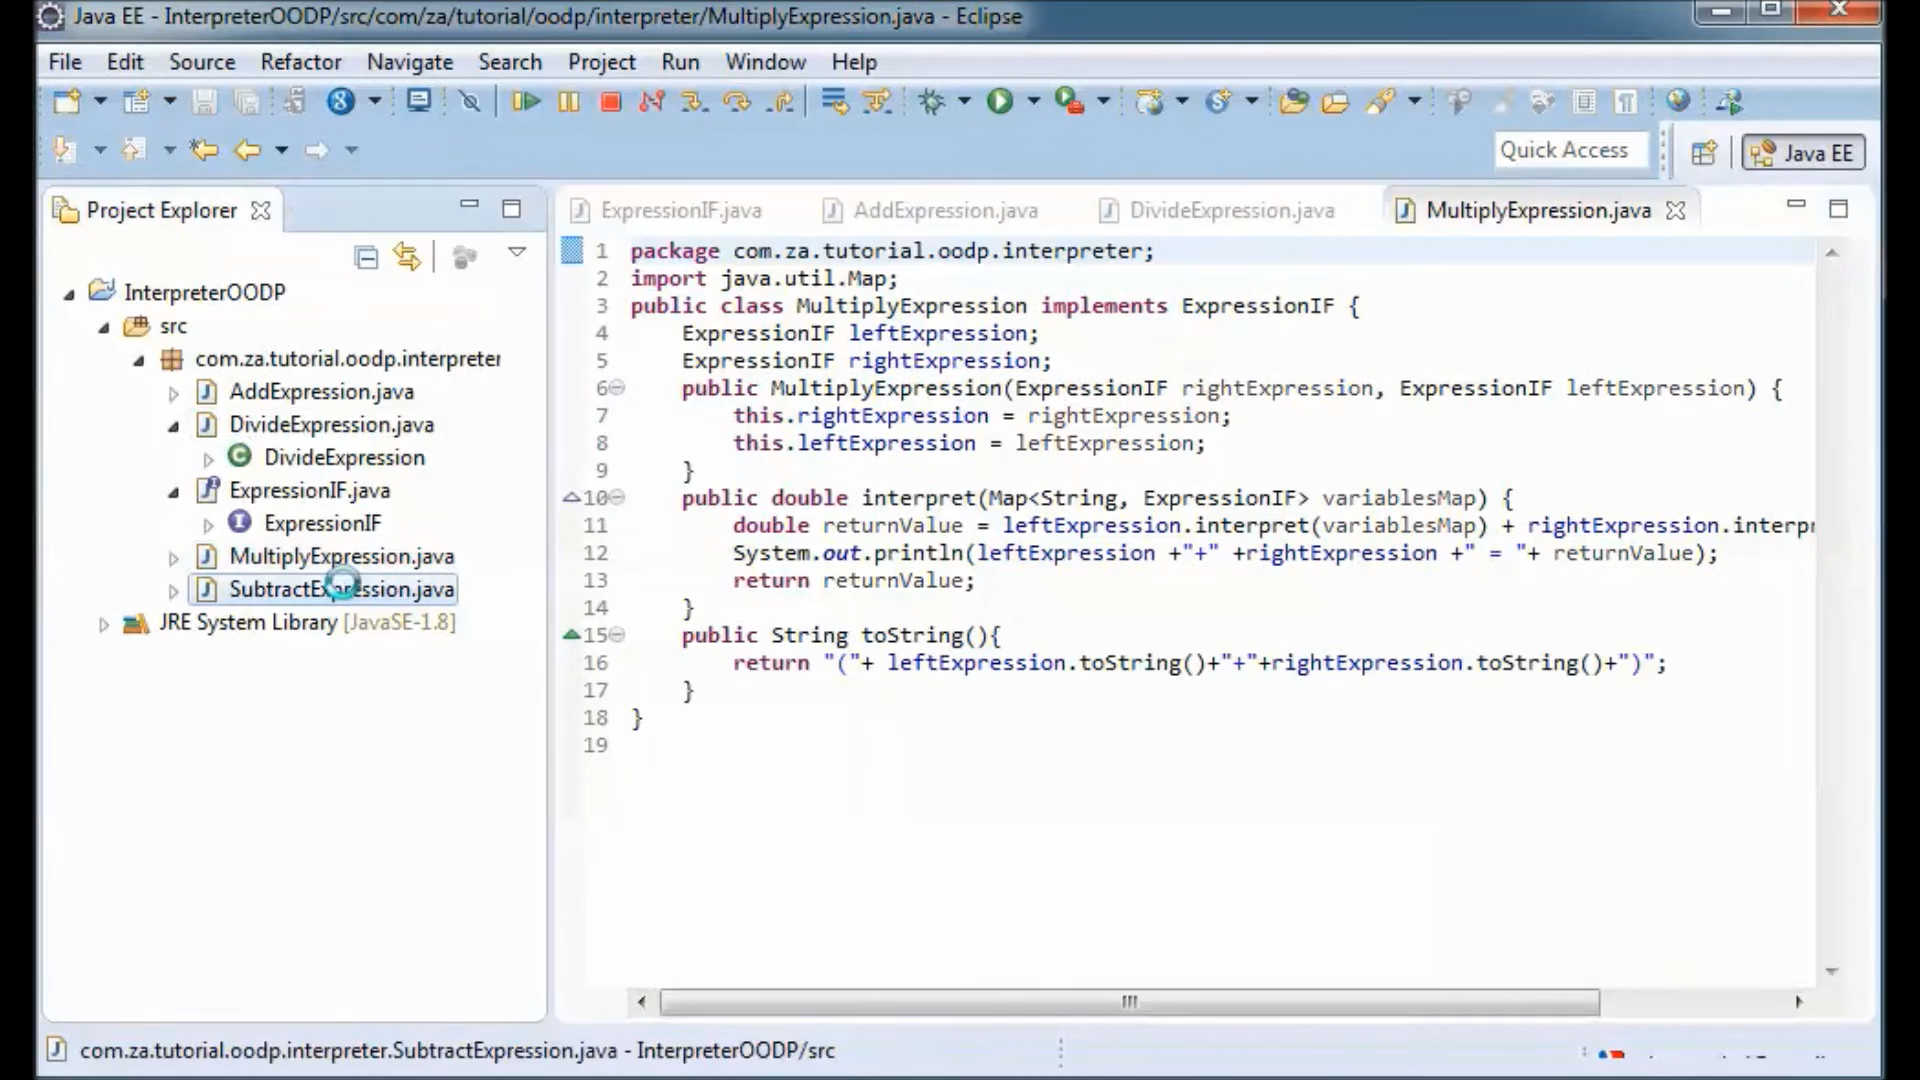 Java EE - InterpreterOODP/src/com/za/tutorial/oodp/interpreter/MultiplyExpression.java - Eclipse
File Edit Source Refactor Navigate Search Project Run Window Help
Quick Access
Java EE
Project Explorer
InterpreterOODP
src
com.za.tutorial.oodp.interpreter
AddExpression.java
DivideExpression.java
DivideExpression
ExpressionIF.java
ExpressionIF
MultiplyExpression.java
SubtractExpression.java
JRE System Library [JavaSE-1.8]
ExpressionIF.java AddExpression.java DivideExpression.java MultiplyExpression.java
1 package com.za.tutorial.oodp.interpreter;
2 import java.util.Map;
3 public class MultiplyExpression implements ExpressionIF {
4 ExpressionIF leftExpression;
5 ExpressionIF rightExpression;
6 public MultiplyExpression(ExpressionIF rightExpression, ExpressionIF leftExpression) {
7 this.rightExpression = rightExpression;
8 this.leftExpression = leftExpression;
9 }
10 public double interpret(Map<String, ExpressionIF> variablesMap) {
11 double returnValue = leftExpression.interpret(variablesMap) + rightExpression.interpr
12 System.out.println(leftExpression +"+" +rightExpression +" = "+ returnValue);
13 return returnValue;
14 }
15 public String toString(){
16 return "("+ leftExpression.toString()+"+"+rightExpression.toString()+")";
17 }
18 }
19
com.za.tutorial.oodp.interpreter.SubtractExpression.java - InterpreterOODP/src